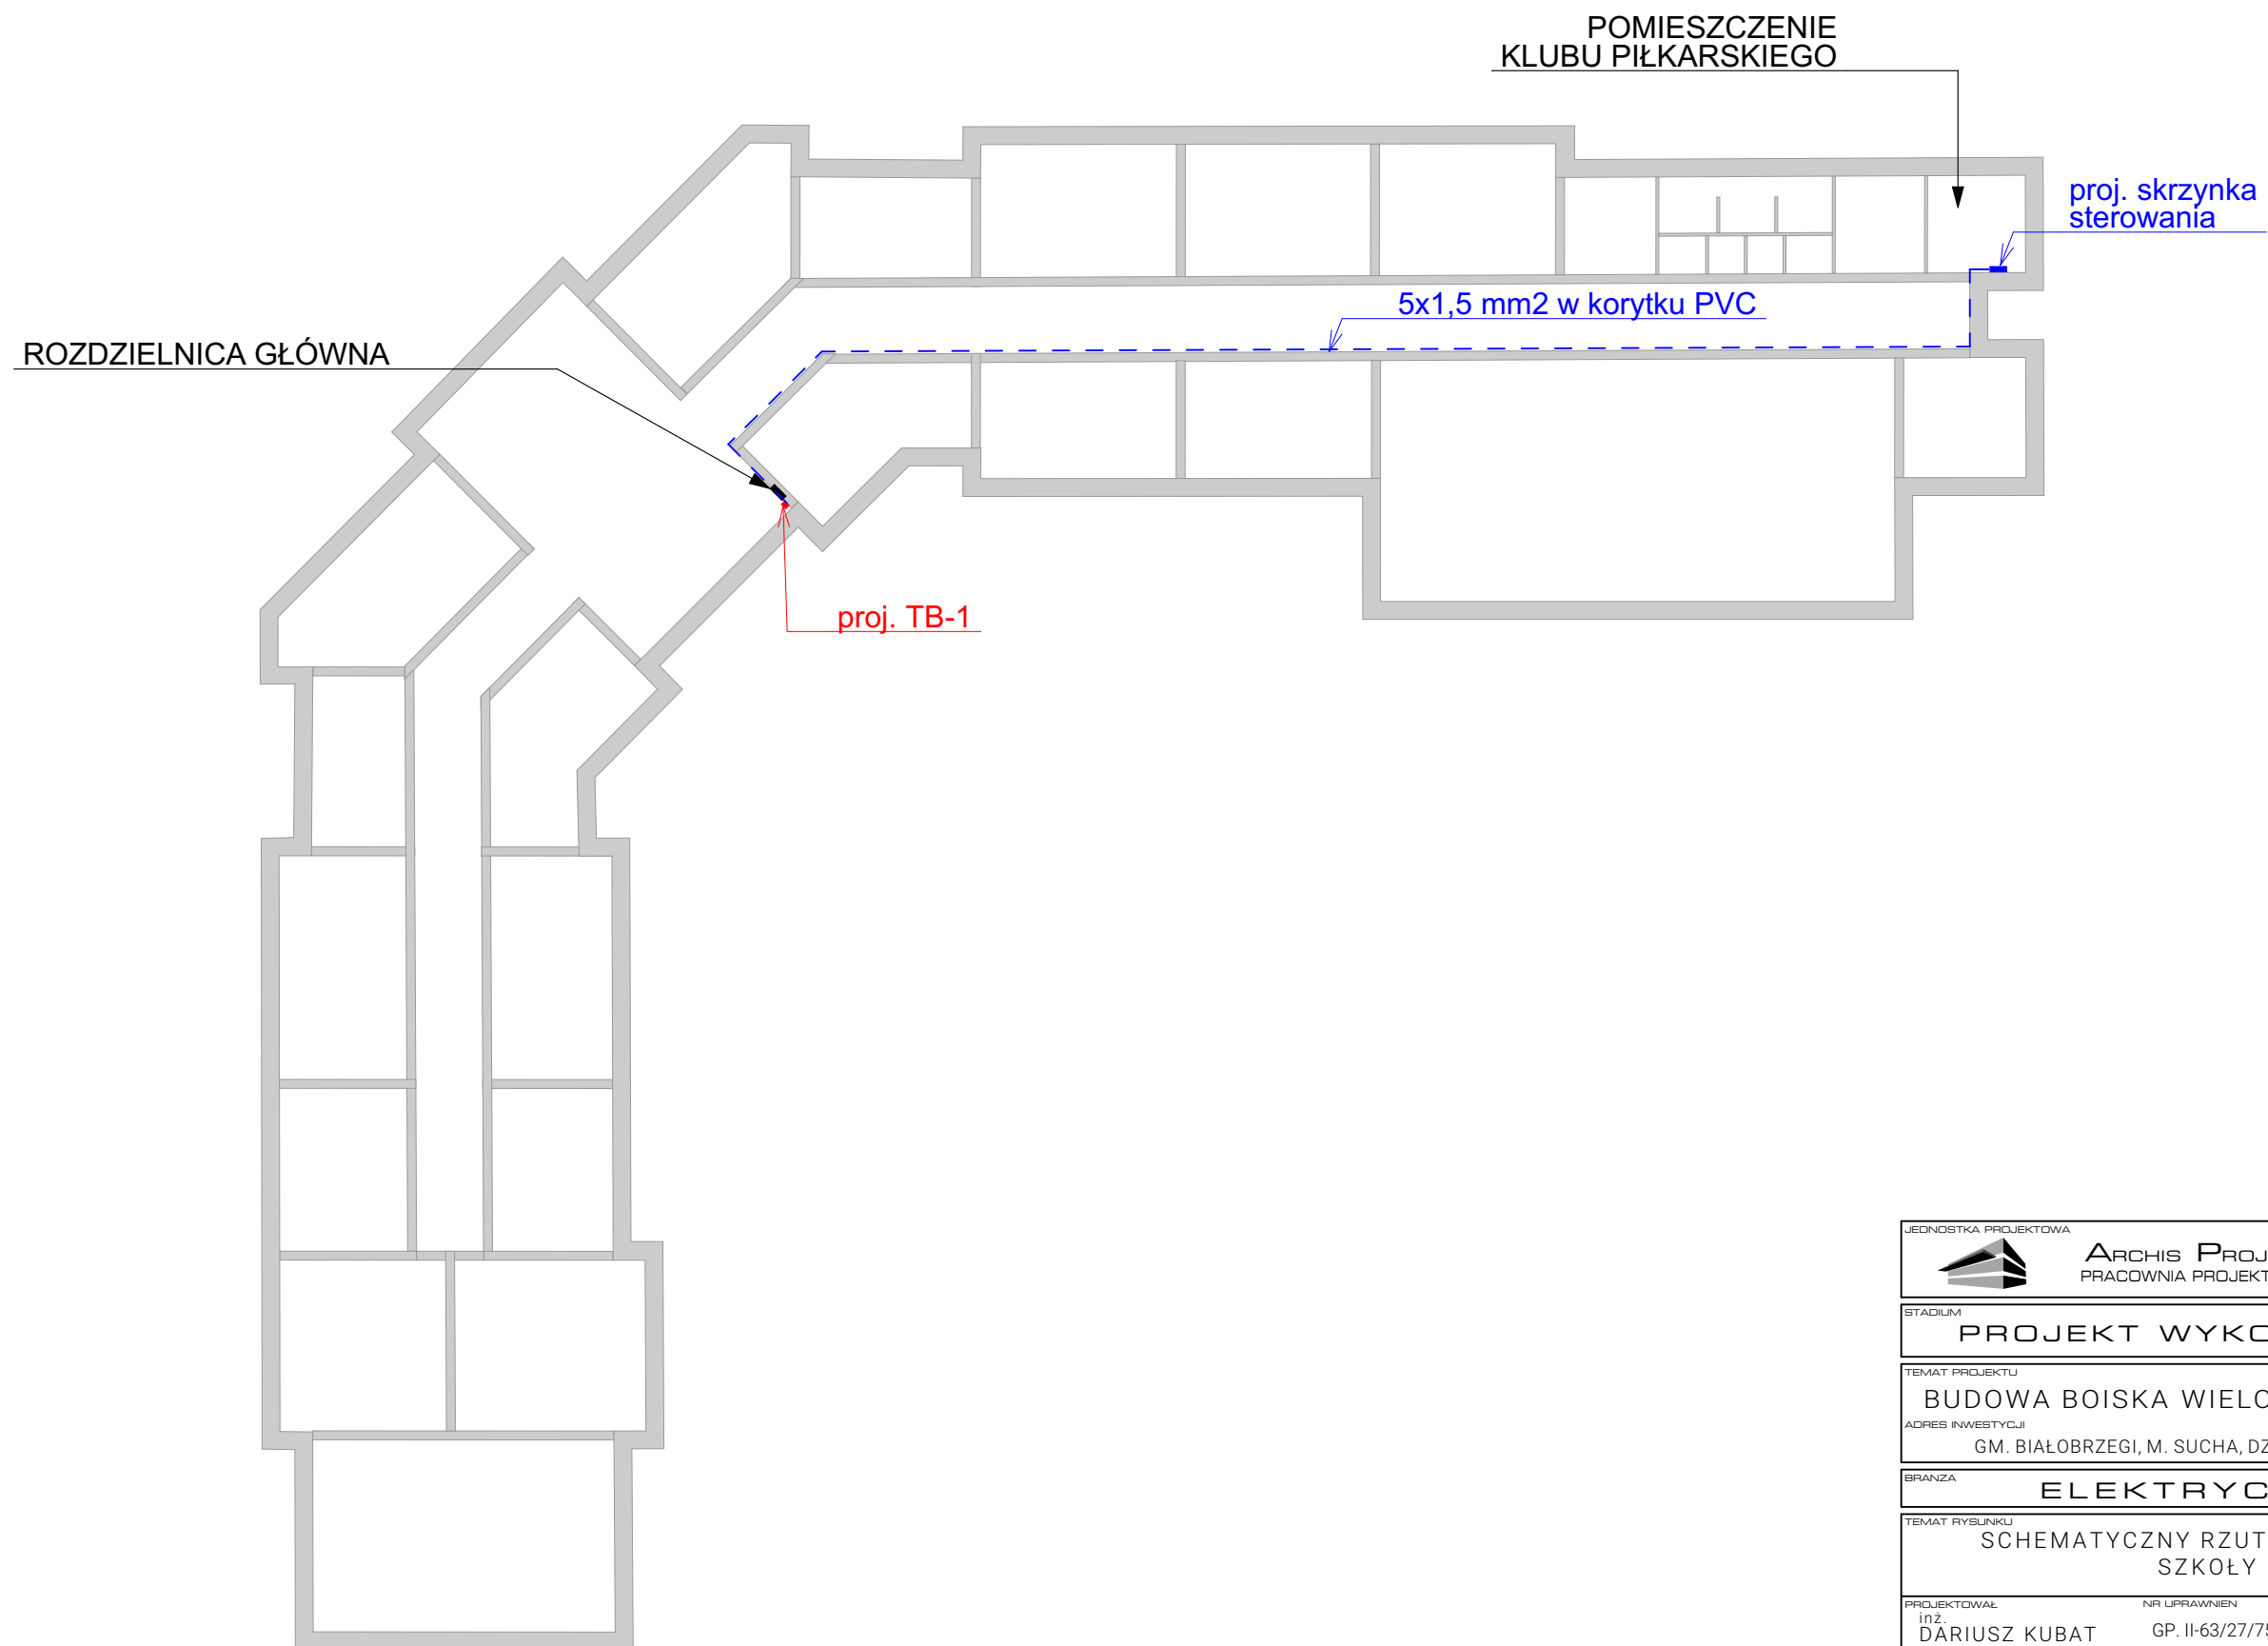 POMIESZCZENIE
KLUBU PIŁKARSKIEGO
proj. skrzynka
sterowania
5x1,5 mm2 w korytku PVC
ROZDZIELNICA GŁÓWNA
proj. TB-1
JEDNOSTKA PROJEKTOWA
ARCHIS PROJ
PRACOWNIA PROJEKT
STADIUM
PROJEKT WYKO
TEMAT PROJEKTU
BUDOWA BOISKA WIELO
ADRES INWESTYCJI
GM. BIAŁOBRZEGI, M. SUCHA, DZ
BRANZA
ELEKTRYC
TEMAT RYSUNKU
SCHEMATYCZNY RZUT
SZKOŁY
PROJEKTOWAŁ NR UPRAWNIEN
inż.
DARIUSZ KUBAT GP. II-63/27/75